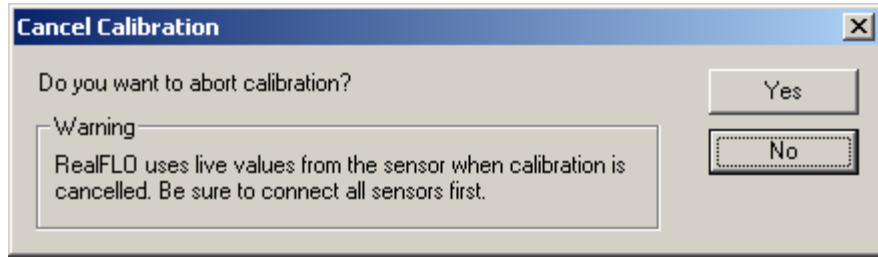 Cancel Calibration
Do you want to abort calibration?
Yes
Warning
No
RealFLO uses live values from the sensor when calibration is
cancelled. Be sure to connect all sensors first.